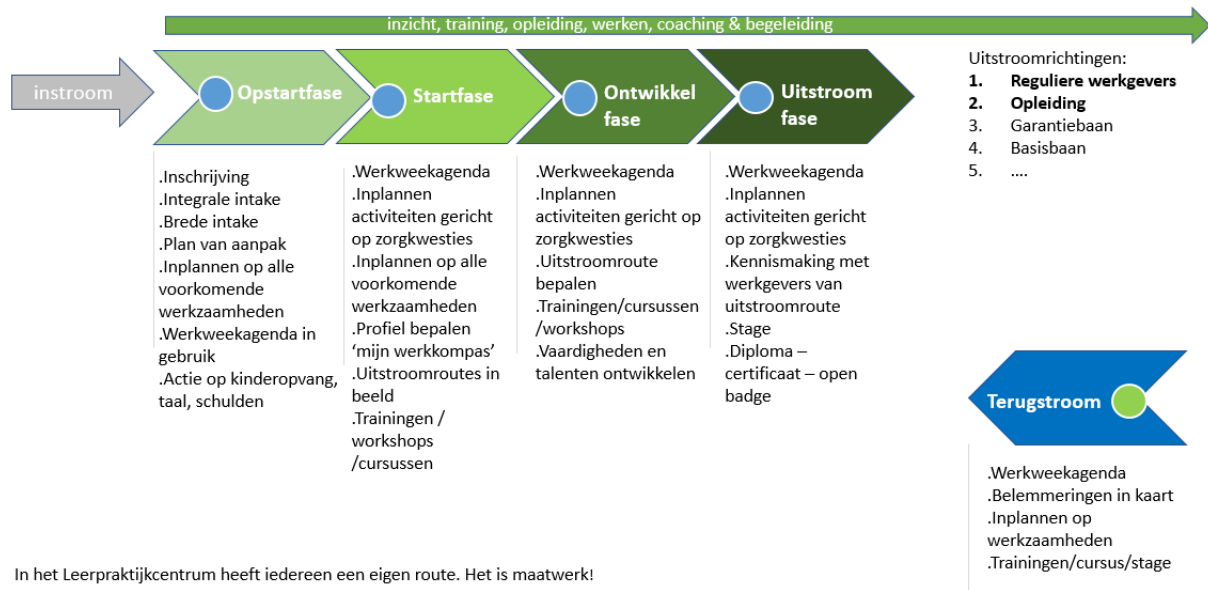 inzicht, training, opleiding, werken, coaching & begeleiding
instroom
Opstartfase
Startfase
Ontwikkel
fase
Uitstroom
fase
Uitstroomrichtingen:
1. Reguliere werkgevers
2. Opleiding
3. Garantiebaan
4. Basisbaan
5. ....
.Inschrijving
.Integrale intake
.Brede intake
.Plan van aanpak
.Inplannen op alle
voorkomende
werkzaamheden
.Werkweekagenda in
gebruik
.Actie op kinderopvang,
taal, schulden
.Werkweekagenda
.Inplannen
activiteiten gericht
op zorgkwesties
.Inplannen op alle
voorkomende
werkzaamheden
.Profiel bepalen
‘mijn werkkompas’
.Uitstroomroutes in
beeld
.Trainingen /
workshops
/cursussen
.Werkweekagenda
.Inplannen
activiteiten gericht op
zorgkwesties
.Uitstroomroute
bepalen
.Trainingen/cursussen
/workshops
.Vaardigheden en
talenten ontwikkelen
.Werkweekagenda
.Inplannen
activiteiten gericht
op zorgkwesties
.Kennismaking met
werkgevers van
uitstroomroute
.Stage
.Diploma –
certificaat – open
badge
Terugstroom
.Werkweekagenda
.Belemmeringen in kaart
.Inplannen op
werkzaamheden
.Trainingen/cursus/stage
In het Leerpraktijkcentrum heeft iedereen een eigen route. Het is maatwerk!